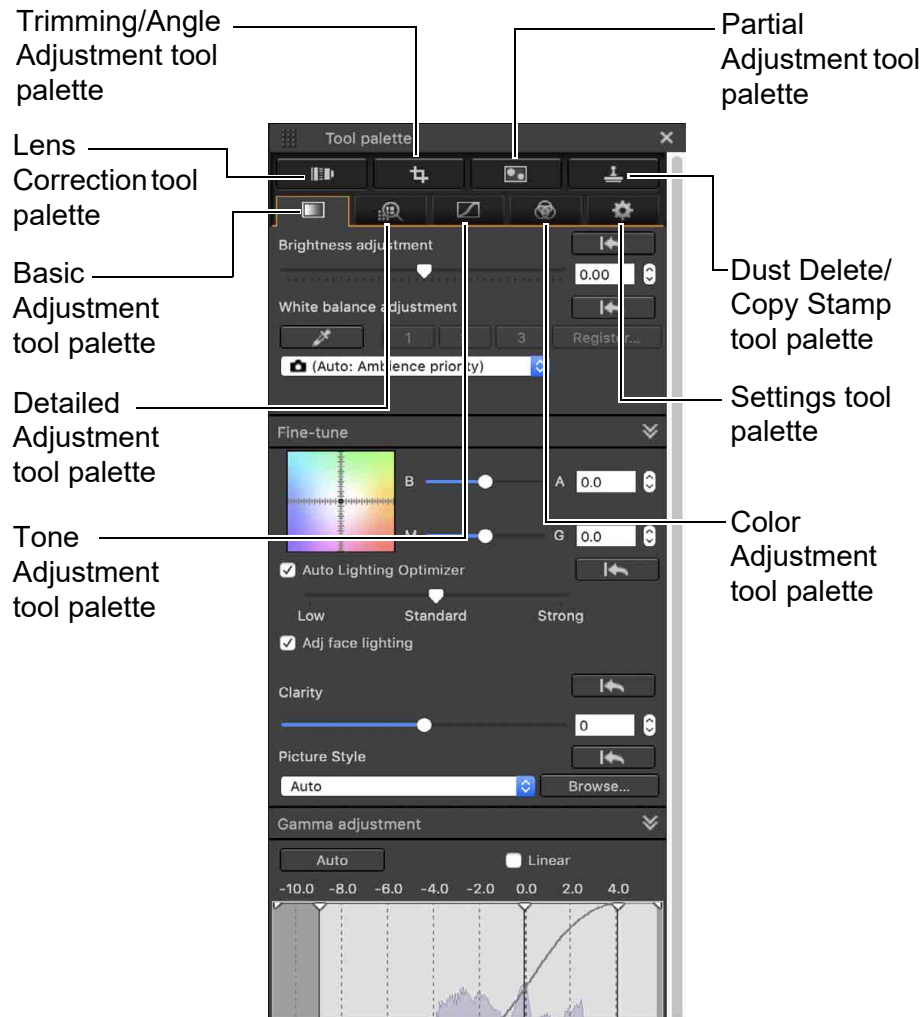 Trimming/Angle
Adjustment tool
palette
Partial
Adjustment tool
palette
Lens
Correction tool
palette
Basic
Adjustment
tool palette
Detailed
Adjustment
tool palette
Tone
Adjustment
tool palette
Dust Delete/
Copy Stamp
tool palette
Settings tool
palette
Color
Adjustment
tool palette
Tool palette
Brightness adjustment
0.00
White balance adjustment
1 3 Register...
(Auto: Ambience priority)
Fine-tune
B A 0.0
M G 0.0
Auto Lighting Optimizer
Low Standard Strong
Adj face lighting
Clarity
0
Picture Style
Auto Browse...
Gamma adjustment
Auto Linear
-10.0 -8.0 -6.0 -4.0 -2.0 0.0 2.0 4.0